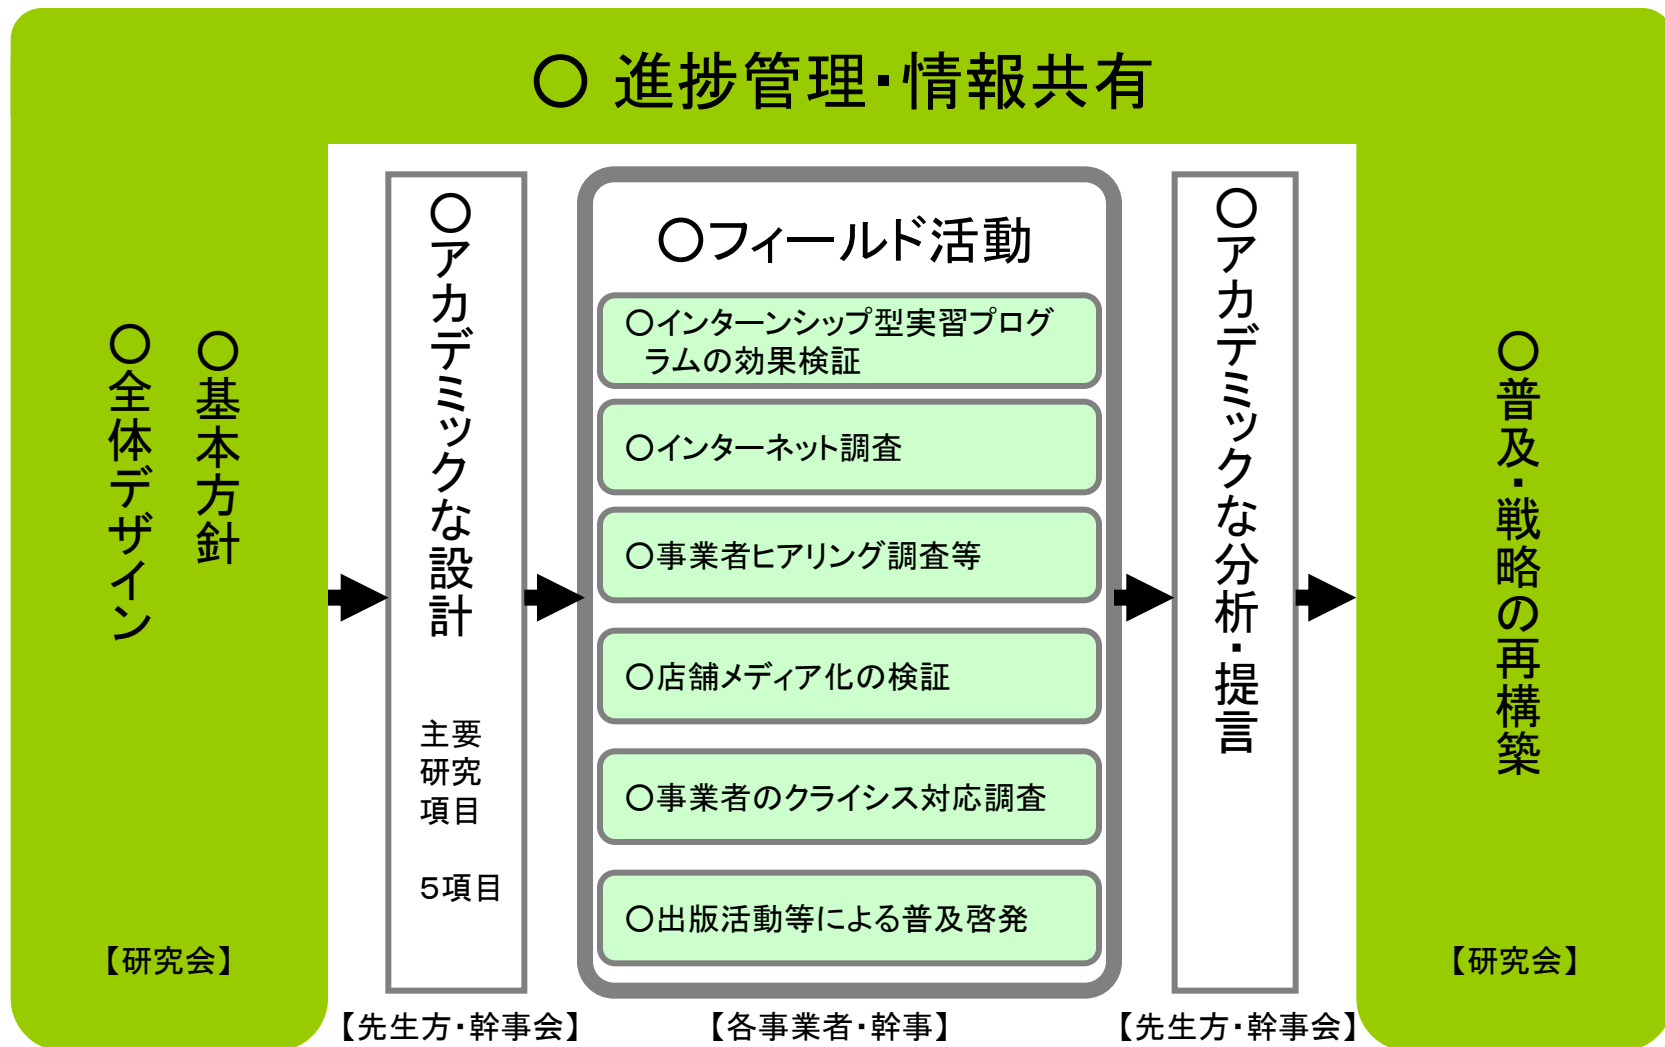 ○ 進捗管理・情報共有
○基本方針
○全体デザイン
【研究会】
○アカデミックな設計
主要
研究
項目
5項目
【先生方・幹事会】
○フィールド活動
○インターンシップ型実習プログ
ラムの効果検証
○インターネット調査
○事業者ヒアリング調査等
○店舗メディア化の検証
○事業者のクライシス対応調査
○出版活動等による普及啓発
【各事業者・幹事】
○アカデミックな分析・提言
【先生方・幹事会】
○普及・戦略の再構築
【研究会】